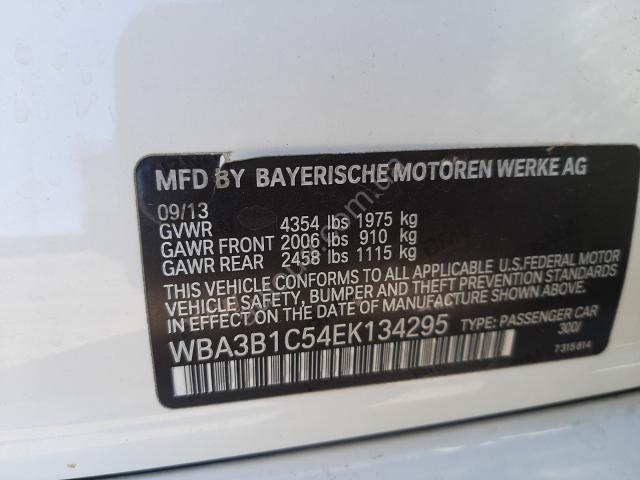 MFD BY BAYERISCHE MOTOREN WERKE AG
09/13
GVWR 4354 lbs 1975 kg
GAWR FRONT 2006 lbs 910 kg
GAWR REAR 2458 lbs 1115 kg
THIS VEHICLE CONFORMS TO ALL APPLICABLE U.S. FEDERAL MOTOR
VEHICLE SAFETY, BUMPER AND THEFT PREVENTION STANDARDS
IN EFFECT ON THE DATE OF MANUFACTURE SHOWN ABOVE.
WBA3B1C54EK134295 TYPE: PASSENGER CAR
300I
7315814